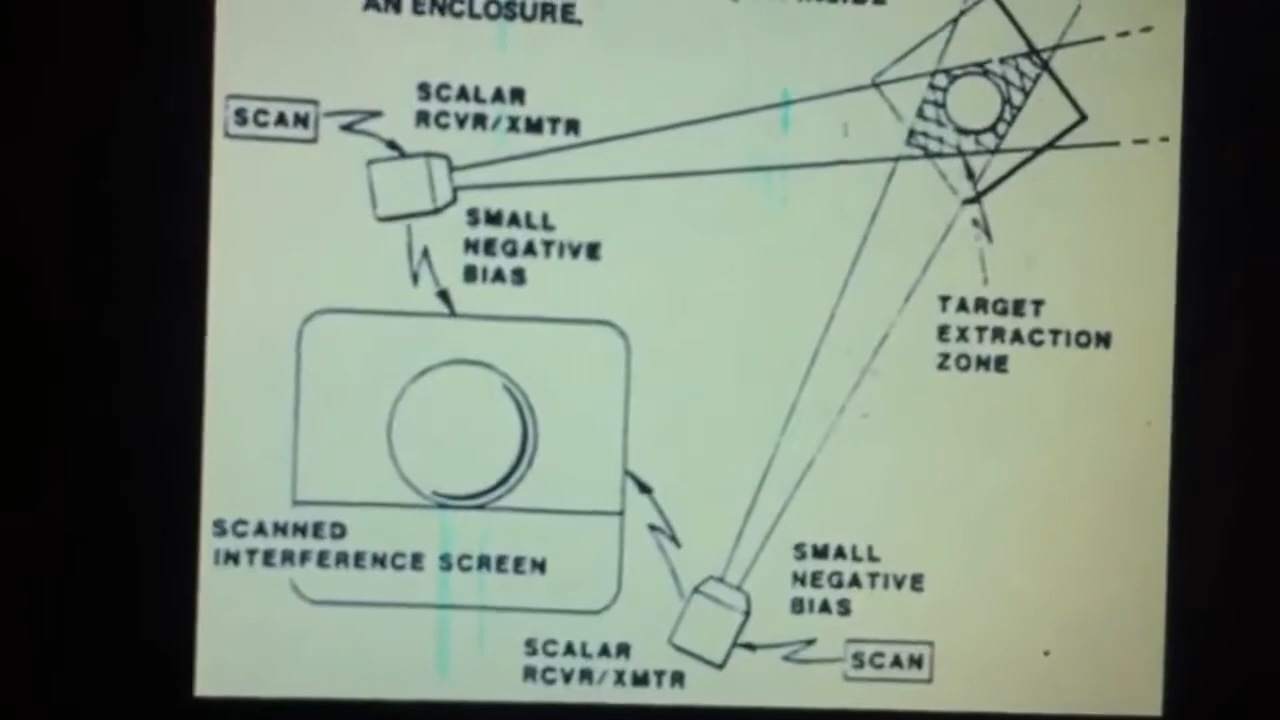 AN ENCLOSURE.
INSIDE
SCALAR
RCVR/XMTR
SCAN
SMALL
NEGATIVE
BIAS
TARGET
EXTRACTION
ZONE
SCANNED
INTERFERENCE SCREEN
SMALL
NEGATIVE
BIAS
SCALAR
RCVR/XMTR
SCAN